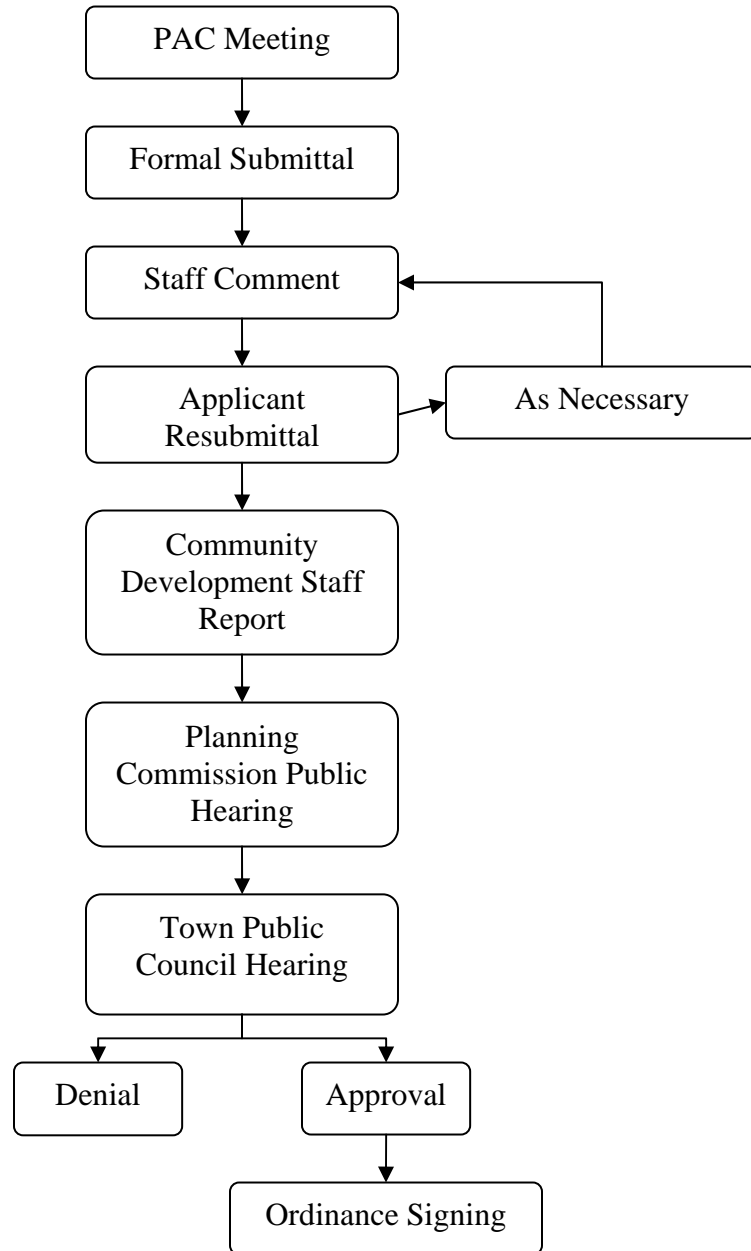 PAC Meeting
Formal Submittal
Staff Comment
Applicant
Resubmittal
As Necessary
Community
Development Staff
Report
Planning
Commission Public
Hearing
Town Public
Council Hearing
Denial
Approval
Ordinance Signing